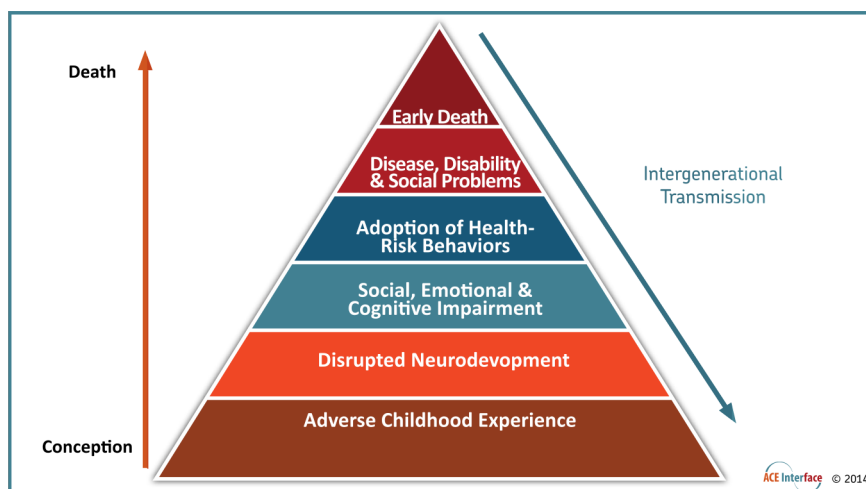 Death
Early Death
Disease, Disability
& Social Problems
Intergenerational
Transmission
Adoption of Health-
Risk Behaviors
Social, Emotional &
Cognitive Impairment
Disrupted Neurodevopment
Adverse Childhood Experience
Conception
ACE Interface © 2014